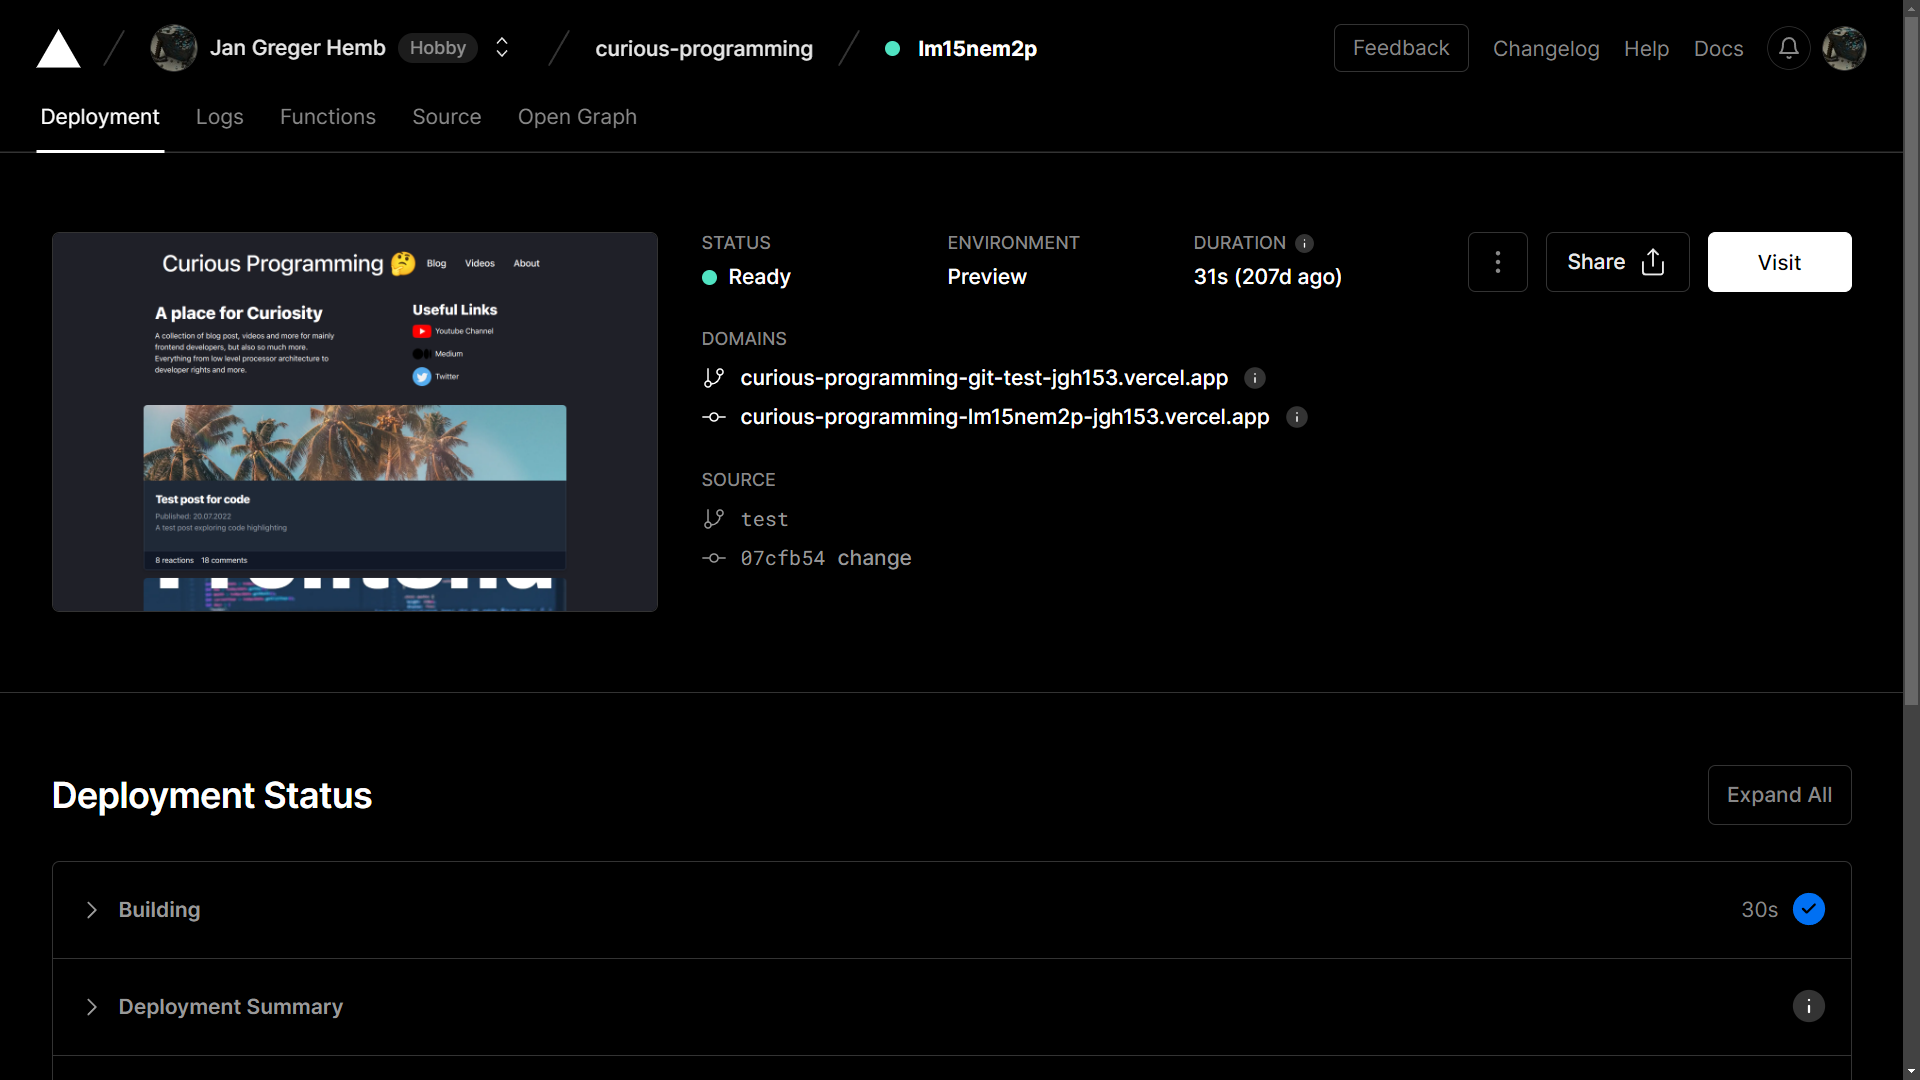 Jan Greger Hemb Hobby curious-programming lm15nem2p Feedback Changelog Help Docs
Deployment Logs Functions Source Open Graph
Curious Programming 🤔 Blog Videos About
A place for Curiosity
A collection of blog post, videos and more for mainly
frontend developers, but also so much more.
Everything from low level processor architecture to
developer rights and more.
Useful Links
Youtube Channel
Medium
Twitter
Test post for code
Published: 20.07.2022
A test post exploring code highlighting
8 reactions 18 comments
Frontend
STATUS
Ready
ENVIRONMENT
Preview
DURATION
31s (207d ago)
Share
Visit
DOMAINS
curious-programming-git-test-jgh153.vercel.app
curious-programming-lm15nem2p-jgh153.vercel.app
SOURCE
test
07cfb54 change
Deployment Status
Expand All
Building 30s
Deployment Summary